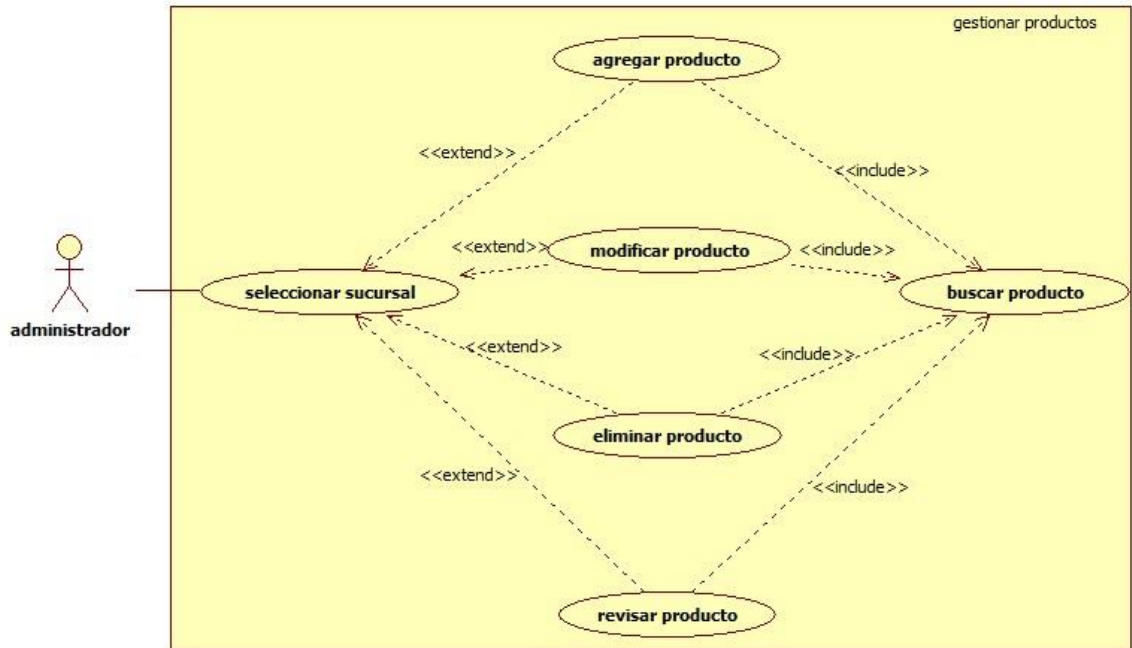 gestionar productos
agregar producto
<<extend>>
<<include>>
<<extend>>
modificar producto
<<include>>
seleccionar sucursal
buscar producto
administrador
<<extend>>
<<include>>
eliminar producto
<<extend>>
<<include>>
revisar producto